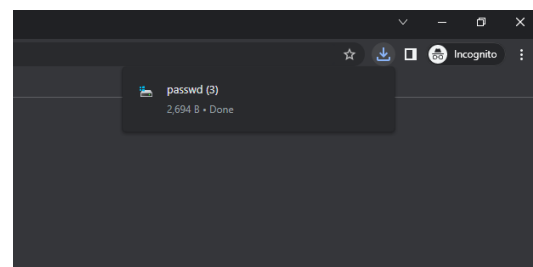 Incognito
passwd (3)
2,694 B • Done